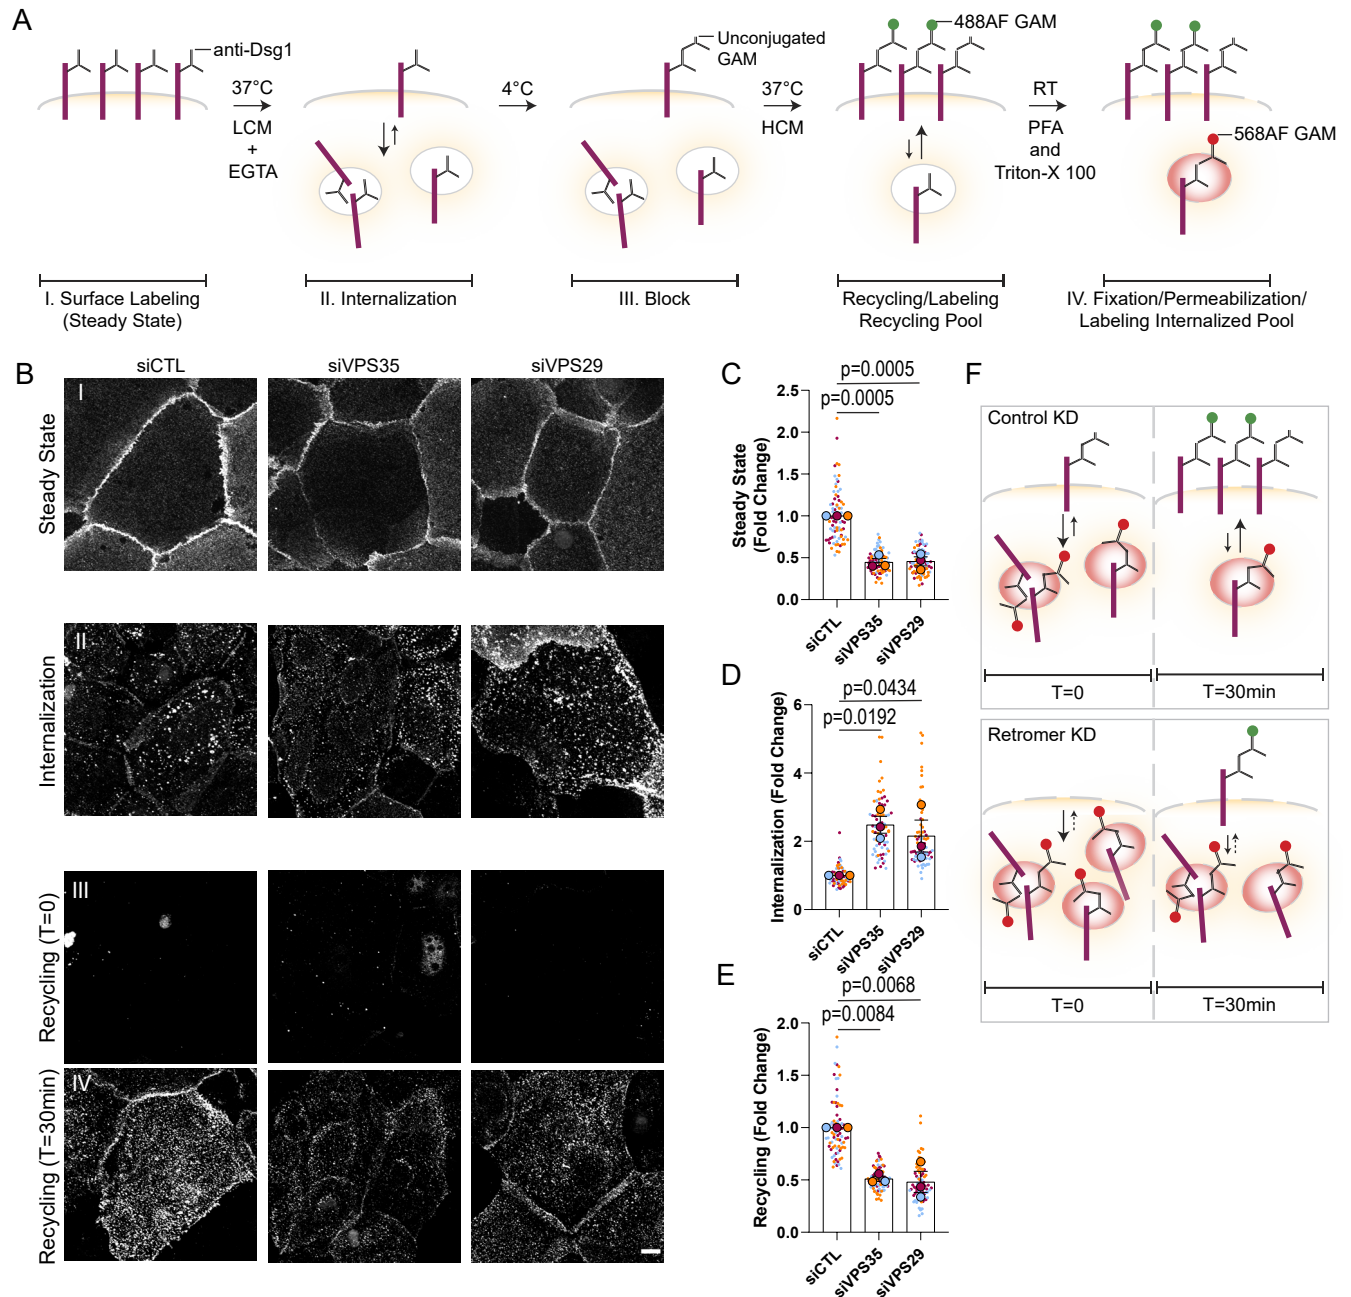 A
anti-Dsg1
37°C
LCM
+
EGTA
4°C
Unconjugated
GAM
37°C
HCM
488AF GAM
RT
PFA
and
Triton-X 100
568AF GAM
I. Surface Labeling
(Steady State)
II. Internalization
III. Block
Recycling/Labeling
Recycling Pool
IV. Fixation/Permeabilization/
Labeling Internalized Pool
B
siCTL
siVPS35
siVPS29
Steady State
I
Internalization
II
Recycling (T=0)
III
Recycling (T=30min)
IV
C
p=0.0005
p=0.0005
Steady State
(Fold Change)
2.5
2.0
1.5
1.0
0.5
0.0
siCTL
siVPS35
siVPS29
D
p=0.0434
p=0.0192
Internalization (Fold Change)
6
4
2
0
siCTL
siVPS35
siVPS29
E
p=0.0068
p=0.0084
Recycling (Fold Change)
2.0
1.5
1.0
0.5
0.0
siCTL
siVPS35
siVPS29
F
Control KD
T=0
T=30min
Retromer KD
T=0
T=30min